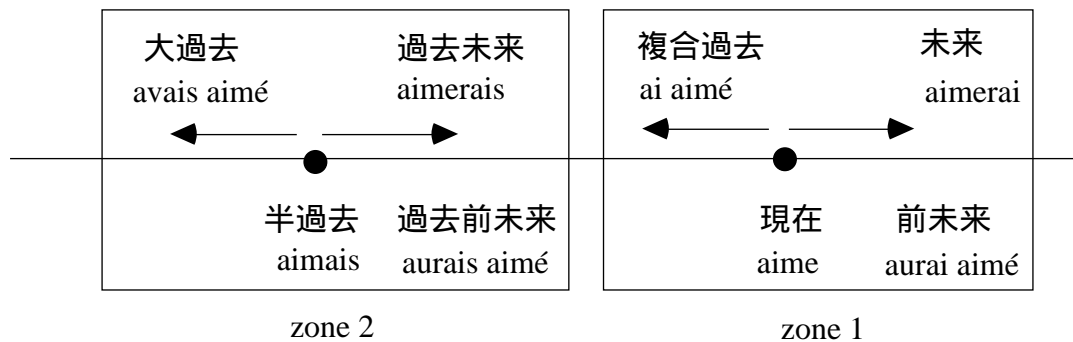 大過去
avais aimé
過去未来
aimerais
半過去
aimais
過去前未来
aurais aimé
zone 2
複合過去
ai aimé
未来
aimerai
現在
aime
前未来
aurai aimé
zone 1